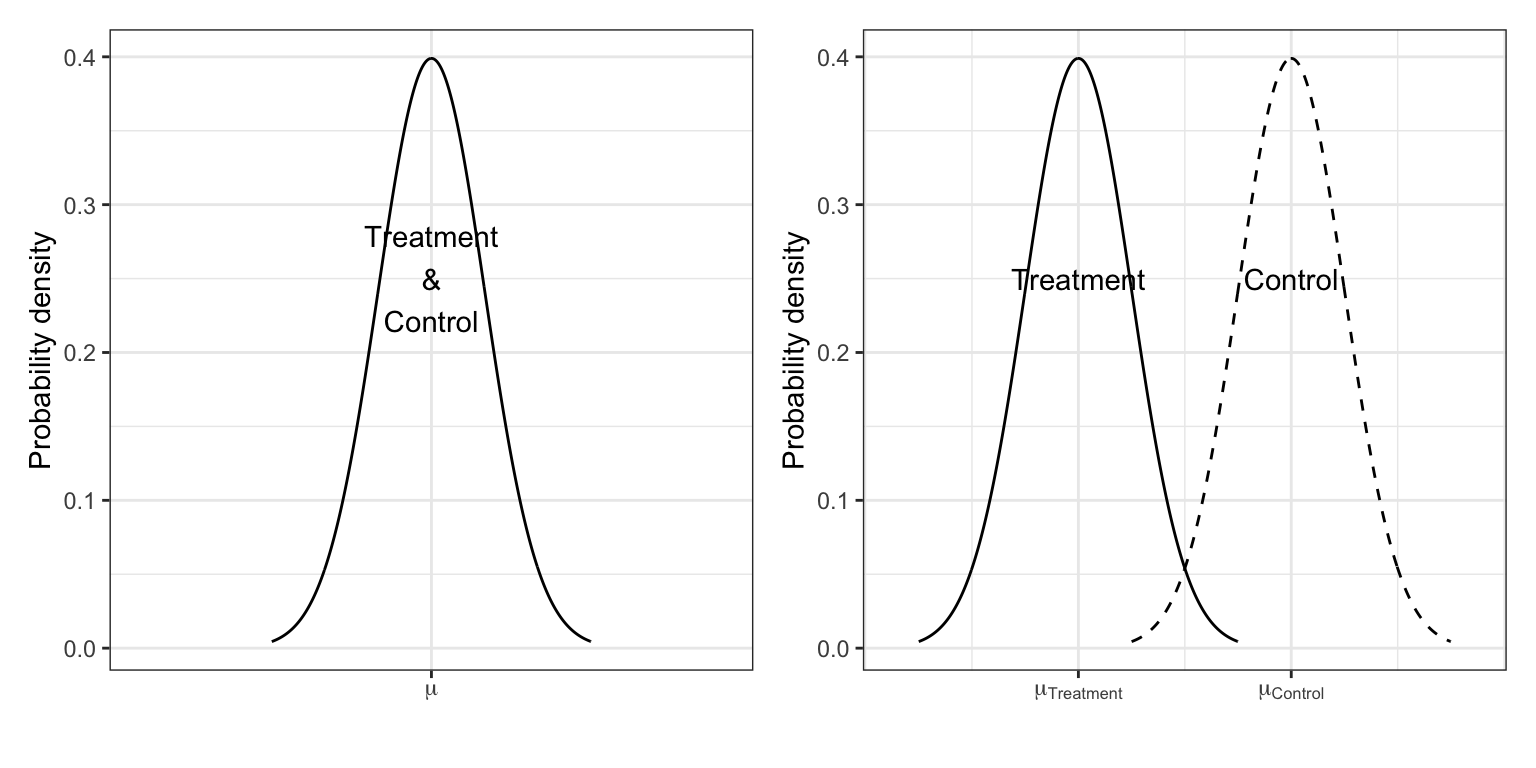 Probability density
0.4
0.3
0.2
0.1
0.0
Treatment
&
Control
μ
Probability density
0.4
0.3
0.2
0.1
0.0
Treatment
Control
μTreatment
μControl